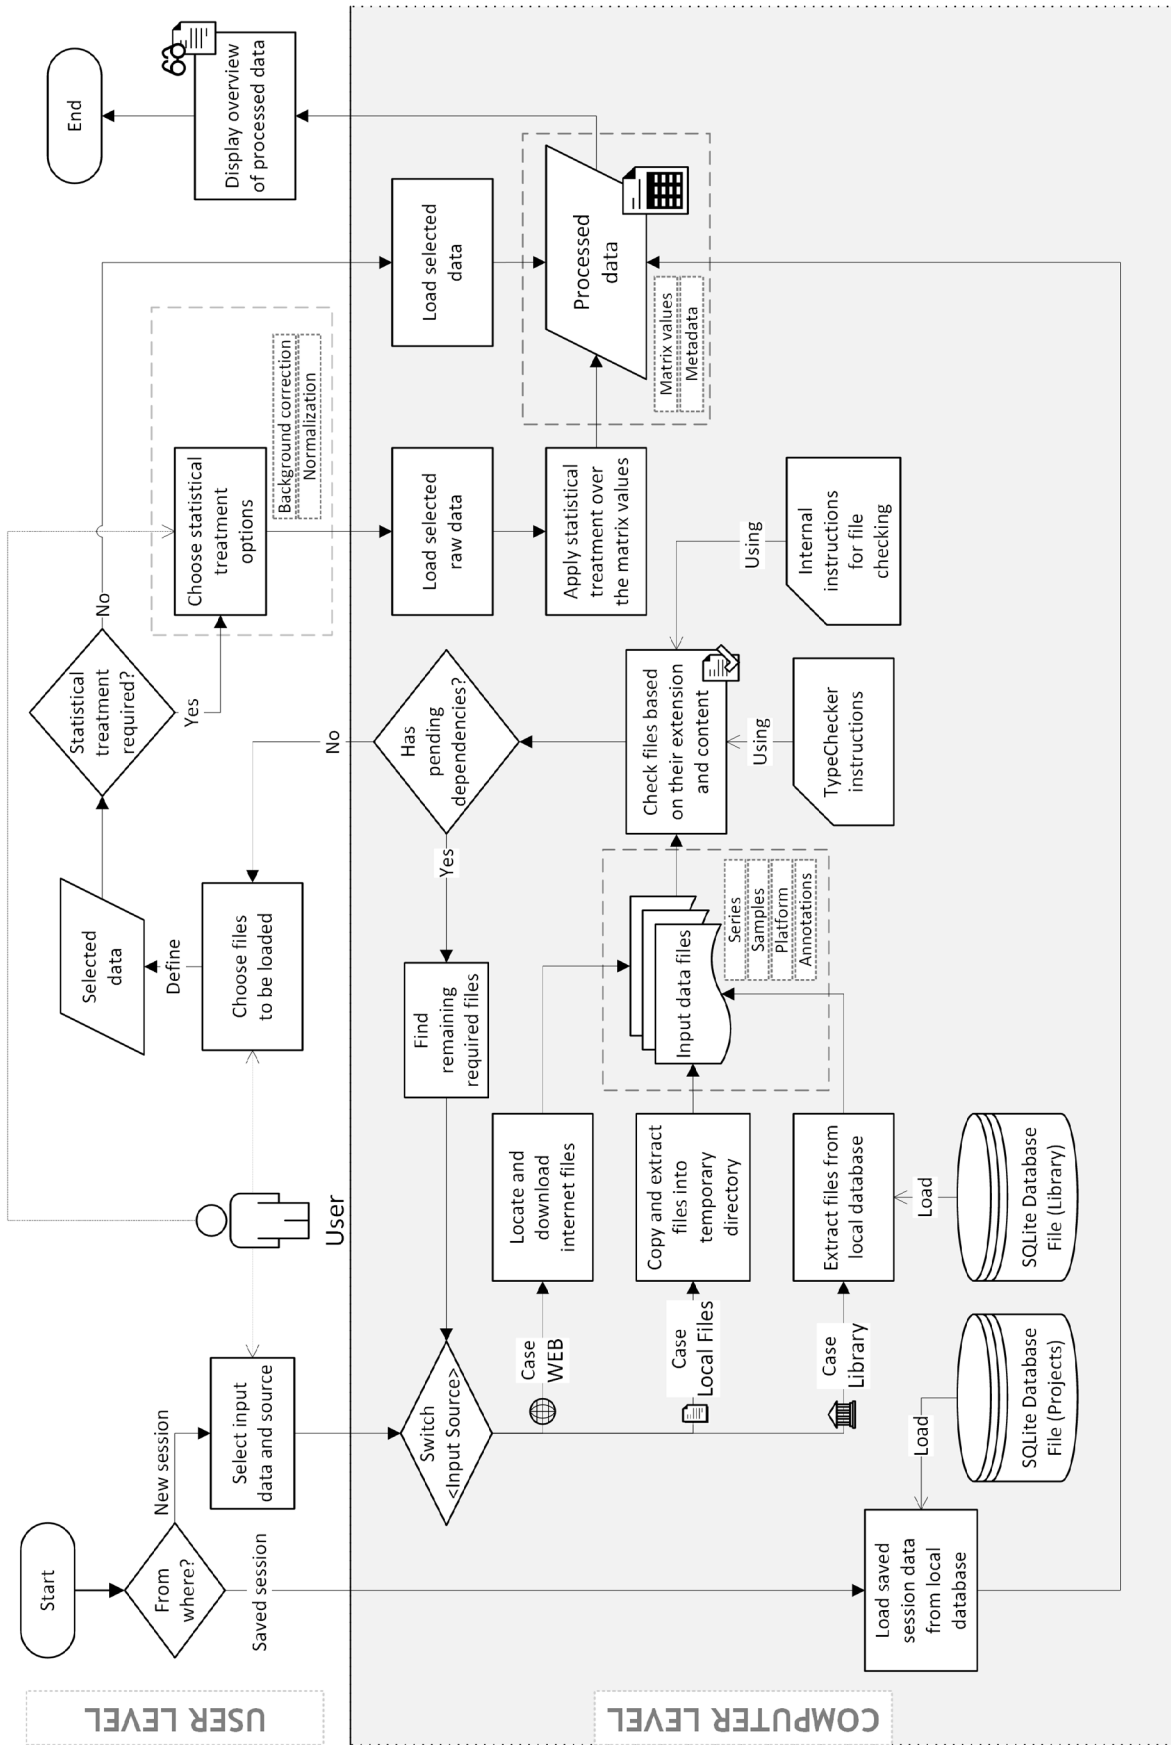 USER LEVEL
Start
From
where?
New session
Saved session
Select input
data and source
User
Choose files
to be loaded
Define
Selected
data
Statistical
treatment
required?
Yes
No
Choose statistical
treatment
options
Background correction
Normalization
Display overview
of processed data
End
COMPUTER LEVEL
Switch
<Input Source>
Case
WEB
Case
Local Files
Case
Library
Locate and
download
internet files
Copy and extract
files into
temporary
directory
Extract files from
local database
Load
SQLite Database
File (Library)
Load saved
session data
from local
database
Load
SQLite Database
File (Projects)
Find
remaining
required files
Yes
Has
pending
dependencies?
No
Input data files
Series
Samples
Platform
Annotations
Check files based
on their extension
and content
Using
TypeChecker
instructions
Using
Internal
instructions
for file
checking
Load selected
raw data
Apply statistical
treatment over
the matrix values
Load selected
data
Processed
data
Matrix values
Metadata